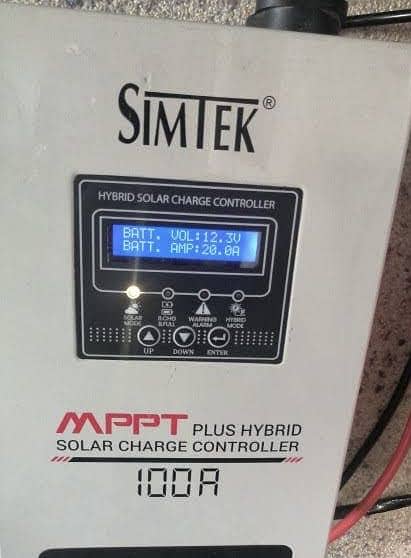 SIMTEK®
HYBRID SOLAR CHARGE CONTROLLER
BATT. VOL:12.3V
BATT. AMP:20.0A
SOLAR MODE
B.CHG B.FULL
WARNING ALARM
HYBRID MODE
UP DOWN ENTER
MPPT PLUS HYBRID
SOLAR CHARGE CONTROLLER
100A